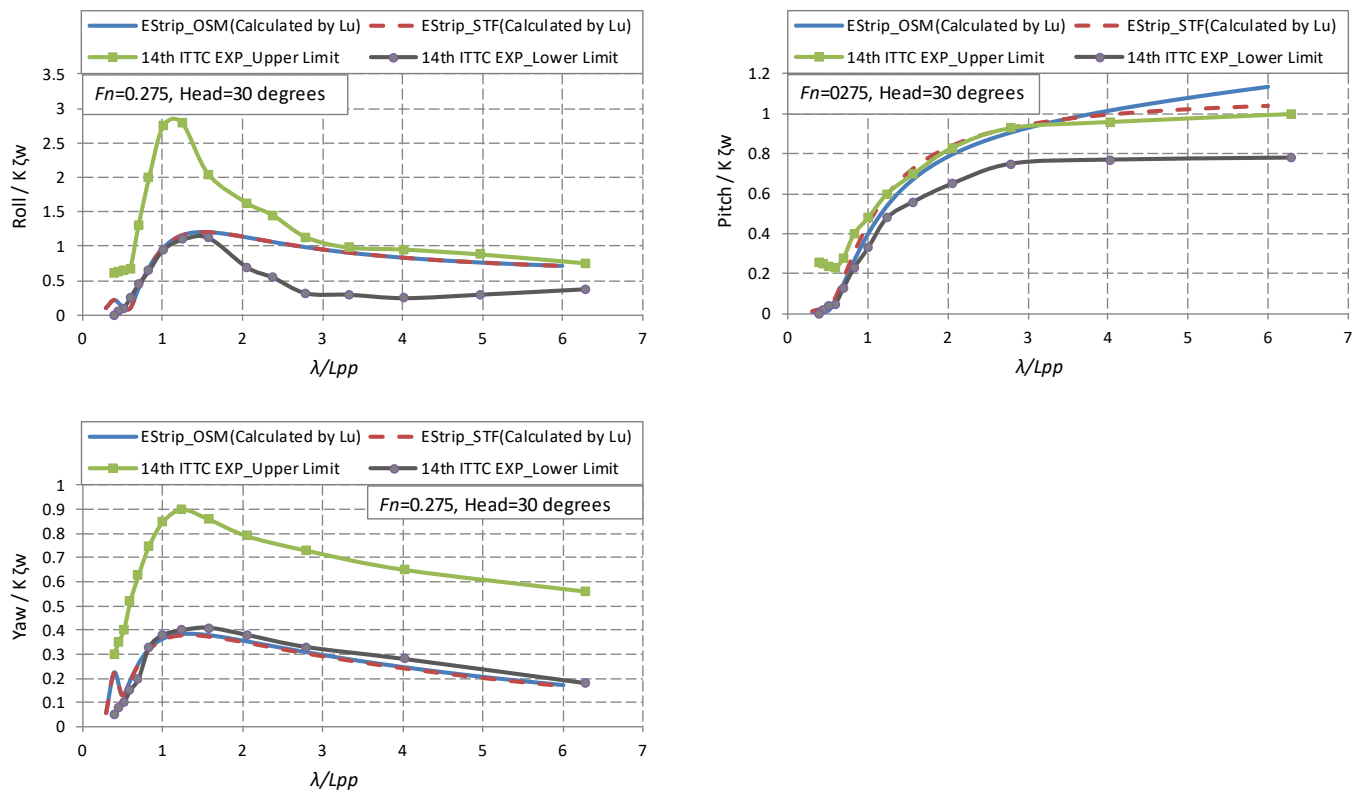 EStrip_OSM(Calculated by Lu) EStrip_STF(Calculated by Lu)
14th ITTC EXP_Upper Limit 14th ITTC EXP_Lower Limit
Fn=0.275, Head=30 degrees
Roll / K ζw
3.5
3
2.5
2
1.5
1
0.5
0
0 1 2 3 4 5 6 7
λ/Lpp
EStrip_OSM(Calculated by Lu) EStrip_STF(Calculated by Lu)
14th ITTC EXP_Upper Limit 14th ITTC EXP_Lower Limit
Fn=0275, Head=30 degrees
Pitch / K ζw
1.2
1
0.8
0.6
0.4
0.2
0
0 1 2 3 4 5 6 7
λ/Lpp
EStrip_OSM(Calculated by Lu) EStrip_STF(Calculated by Lu)
14th ITTC EXP_Upper Limit 14th ITTC EXP_Lower Limit
Fn=0.275, Head=30 degrees
Yaw / K ζw
1
0.9
0.8
0.7
0.6
0.5
0.4
0.3
0.2
0.1
0
0 1 2 3 4 5 6 7
λ/Lpp